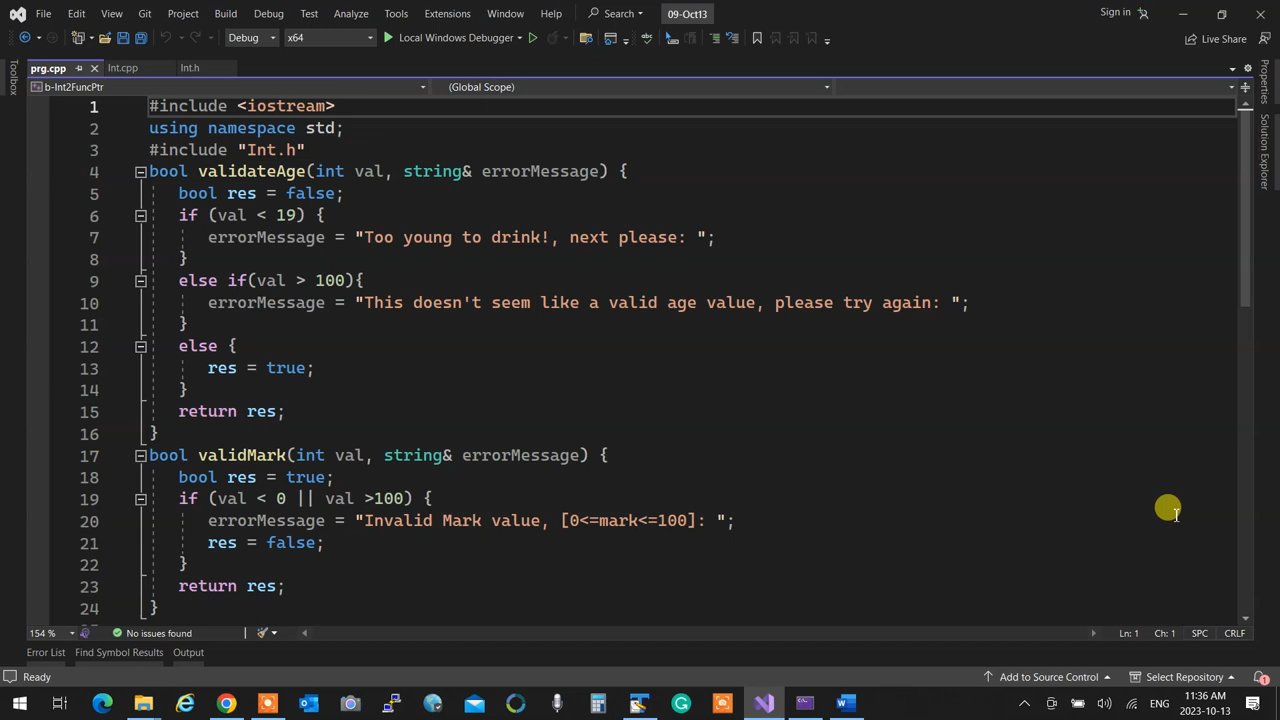 File Edit View Git Project Build Debug Test Analyze Tools Extensions Window Help Search 09-Oct13 Sign in
Debug x64 Local Windows Debugger Live Share
prg.cpp Int.cpp Int.h
b-Int2FuncPtr (Global Scope)
Toolbox
Properties
Solution Explorer
1 #include <iostream>
2 using namespace std;
3 #include "Int.h"
4 bool validateAge(int val, string& errorMessage) {
5 bool res = false;
6 if (val < 19) {
7 errorMessage = "Too young to drink!, next please: ";
8 }
9 else if(val > 100){
10 errorMessage = "This doesn't seem like a valid age value, please try again: ";
11 }
12 else {
13 res = true;
14 }
15 return res;
16 }
17 bool validMark(int val, string& errorMessage) {
18 bool res = true;
19 if (val < 0 || val >100) {
20 errorMessage = "Invalid Mark value, [0<=mark<=100]: ";
21 res = false;
22 }
23 return res;
24 }
154 % No issues found Ln: 1 Ch: 1 SPC CRLF
Error List Find Symbol Results Output
Ready Add to Source Control Select Repository 1
ENG 11:36 AM
2023-10-13